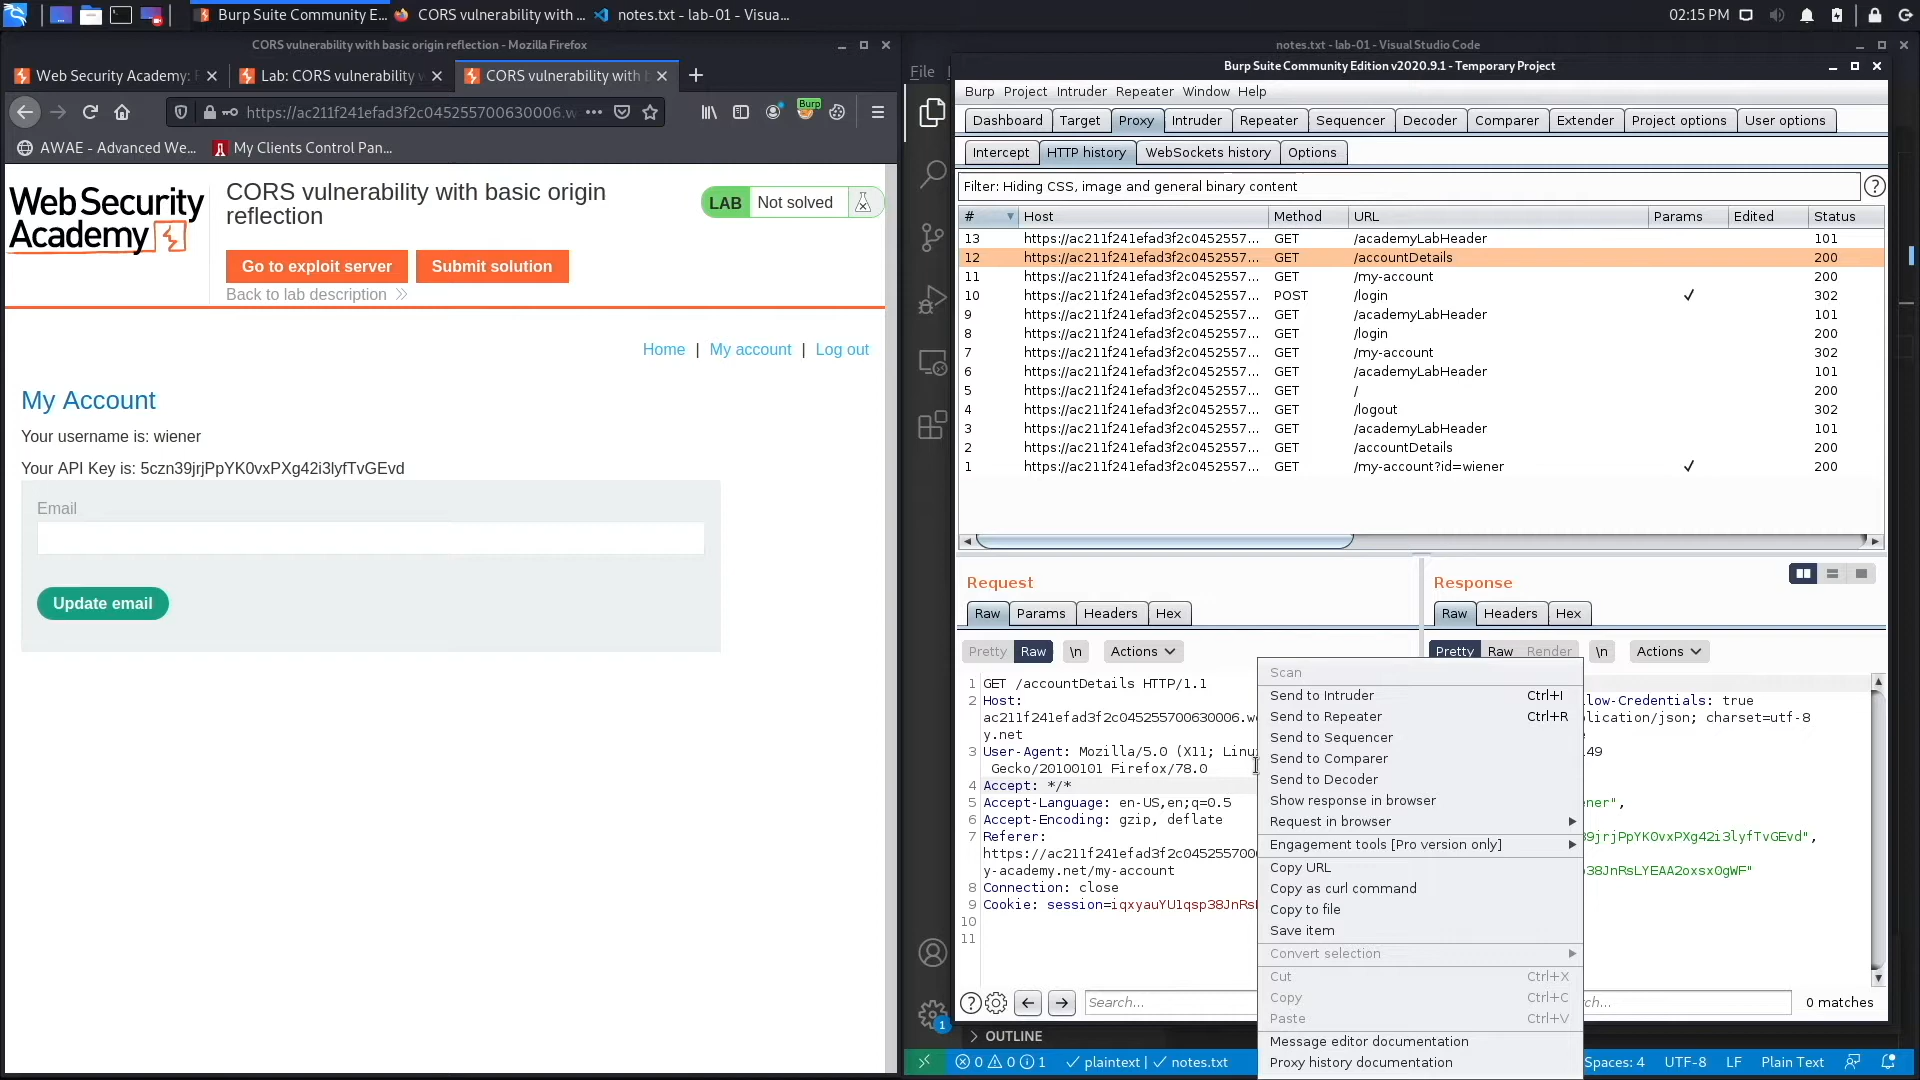 Burp Suite Community E...
CORS vulnerability with ...
notes.txt - lab-01 - Visua...
02:15 PM
CORS vulnerability with basic origin reflection - Mozilla Firefox
Web Security Academy:
Lab: CORS vulnerability
CORS vulnerability with
https://ac211f241efad3f2c045255700630006.w
Burp
AWAE - Advanced We...
My Clients Control Pan...
Web Security
Academy
CORS vulnerability with basic origin
reflection
LAB Not solved
Go to exploit server
Submit solution
Back to lab description
Home | My account | Log out
My Account
Your username is: wiener
Your API Key is: 5czn39jrjPpYK0vxPXg42i3lyfTvGEvd
Email
Update email
notes.txt - lab-01 - Visual Studio Code
File
Burp Suite Community Edition v2020.9.1 - Temporary Project
Burp Project Intruder Repeater Window Help
Dashboard Target Proxy Intruder Repeater Sequencer Decoder Comparer Extender Project options User options
Intercept HTTP history WebSockets history Options
Filter: Hiding CSS, image and general binary content
?
# Host Method URL Params Edited Status
13 https://ac211f241efad3f2c0452557... GET /academyLabHeader 101
12 https://ac211f241efad3f2c0452557... GET /accountDetails 200
11 https://ac211f241efad3f2c0452557... GET /my-account 200
10 https://ac211f241efad3f2c0452557... POST /login ✓ 302
9 https://ac211f241efad3f2c0452557... GET /academyLabHeader 101
8 https://ac211f241efad3f2c0452557... GET /login 200
7 https://ac211f241efad3f2c0452557... GET /my-account 302
6 https://ac211f241efad3f2c0452557... GET /academyLabHeader 101
5 https://ac211f241efad3f2c0452557... GET / 200
4 https://ac211f241efad3f2c0452557... GET /logout 302
3 https://ac211f241efad3f2c0452557... GET /academyLabHeader 101
2 https://ac211f241efad3f2c0452557... GET /accountDetails 200
1 https://ac211f241efad3f2c0452557... GET /my-account?id=wiener ✓ 200
Request
Raw Params Headers Hex
Pretty Raw \n Actions
1 GET /accountDetails HTTP/1.1
2 Host:
ac211f241efad3f2c045255700630006.we
y.net
3 User-Agent: Mozilla/5.0 (X11; Linu
Gecko/20100101 Firefox/78.0
4 Accept: */*
5 Accept-Language: en-US,en;q=0.5
6 Accept-Encoding: gzip, deflate
7 Referer:
https://ac211f241efad3f2c0452557006
y-academy.net/my-account
8 Connection: close
9 Cookie: session=iqxyauYU1qsp38JnRsL
10
11
Search...
Response
Raw Headers Hex
Pretty Raw Render \n Actions
low-Credentials: true
lication/json; charset=utf-8
e
149
ner",
39jrjPpYK0vxPXg42i3lyfTvGEvd",
p38JnRsLYEAA2oxsx0gWF"
ch...
0 matches
Scan
Send to Intruder Ctrl+I
Send to Repeater Ctrl+R
Send to Sequencer
Send to Comparer
Send to Decoder
Show response in browser
Request in browser
Engagement tools [Pro version only]
Copy URL
Copy as curl command
Copy to file
Save item
Convert selection
Cut Ctrl+X
Copy Ctrl+C
Paste Ctrl+V
Message editor documentation
Proxy history documentation
1
OUTLINE
0 0 1 ✓ plaintext | ✓ notes.txt
Spaces: 4 UTF-8 LF Plain Text